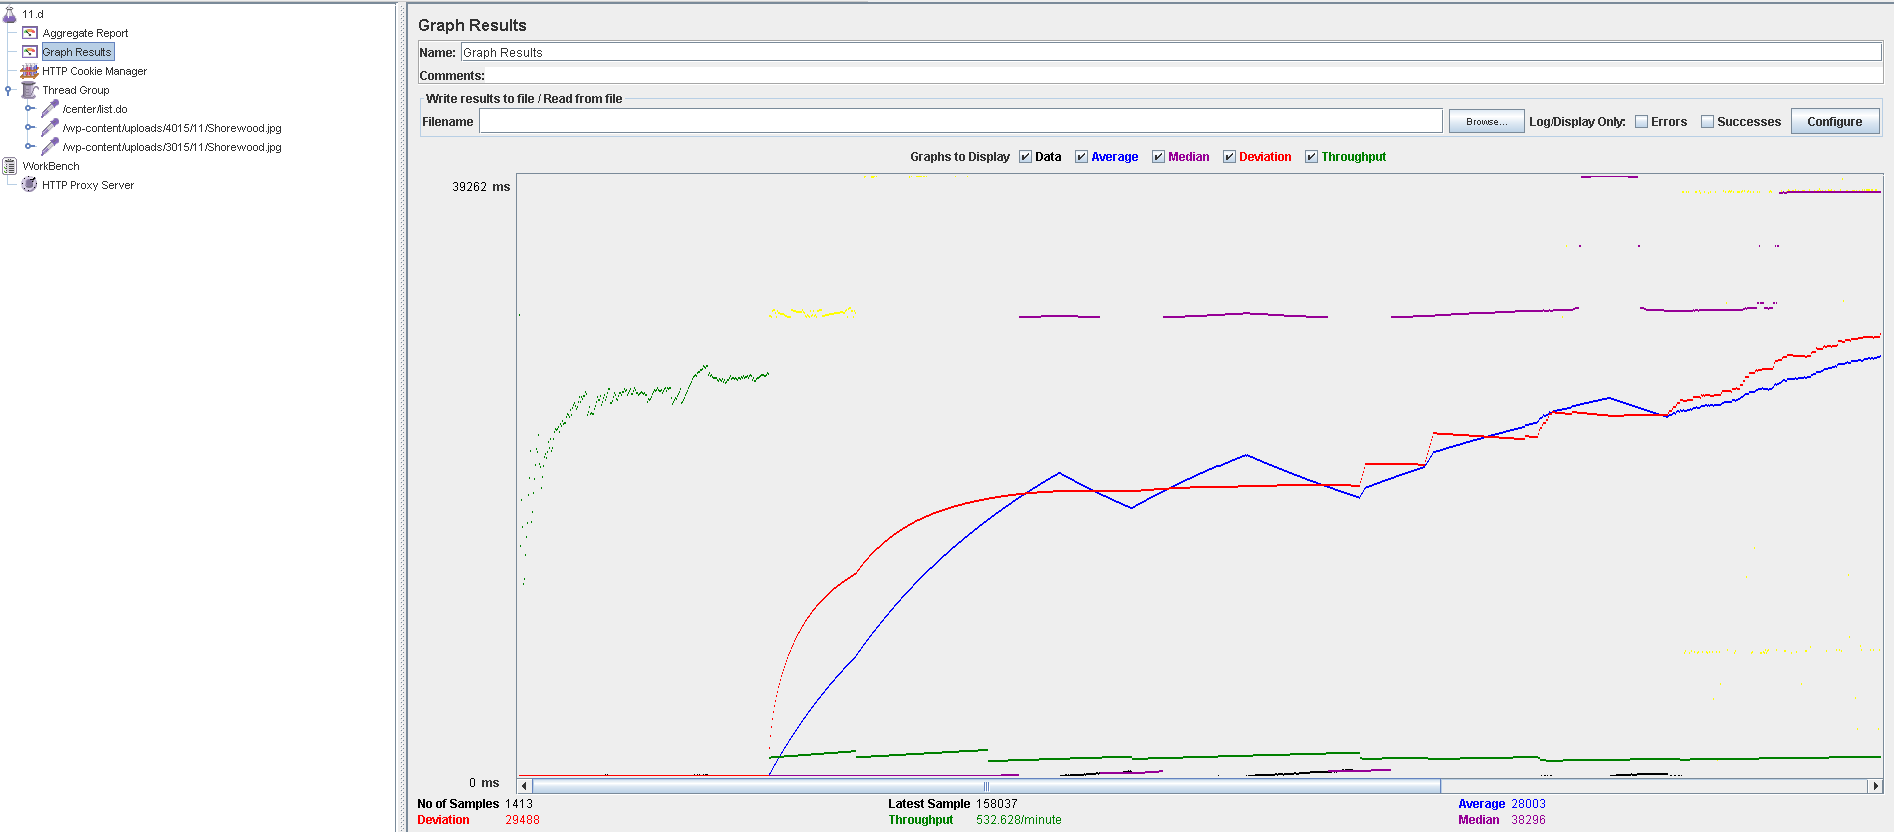 11.d
Aggregate Report
Graph Results
HTTP Cookie Manager
Thread Group
/center/list.do
/wp-content/uploads/4015/11/Shorewood.jpg
/wp-content/uploads/3015/11/Shorewood.jpg
WorkBench
HTTP Proxy Server
Graph Results
Name: Graph Results
Comments:
Write results to file / Read from file
Filename Browse... Log/Display Only: Errors Successes Configure
Graphs to Display Data Average Median Deviation Throughput
39262 ms
0 ms
No of Samples 1413 Latest Sample 158037 Average 28003
Deviation 29488 Throughput 532.628/minute Median 38296